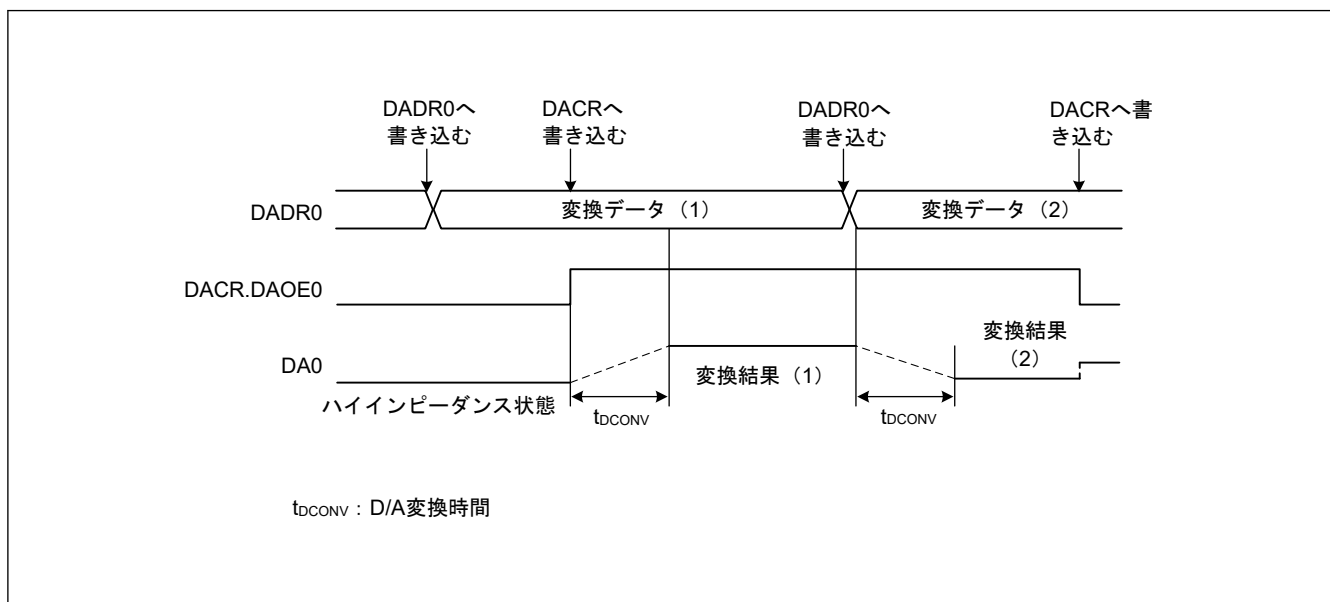 DADR0へ
書き込む
DACRへ
書き込む
DADR0へ
書き込む
DACRへ書
き込む
DADR0
変換データ（1）
変換データ（2）
DACR.DAOE0
DA0
変換結果（1）
変換結果
（2）
ハイインピーダンス状態
tDCONV
tDCONV
tDCONV：D/A変換時間